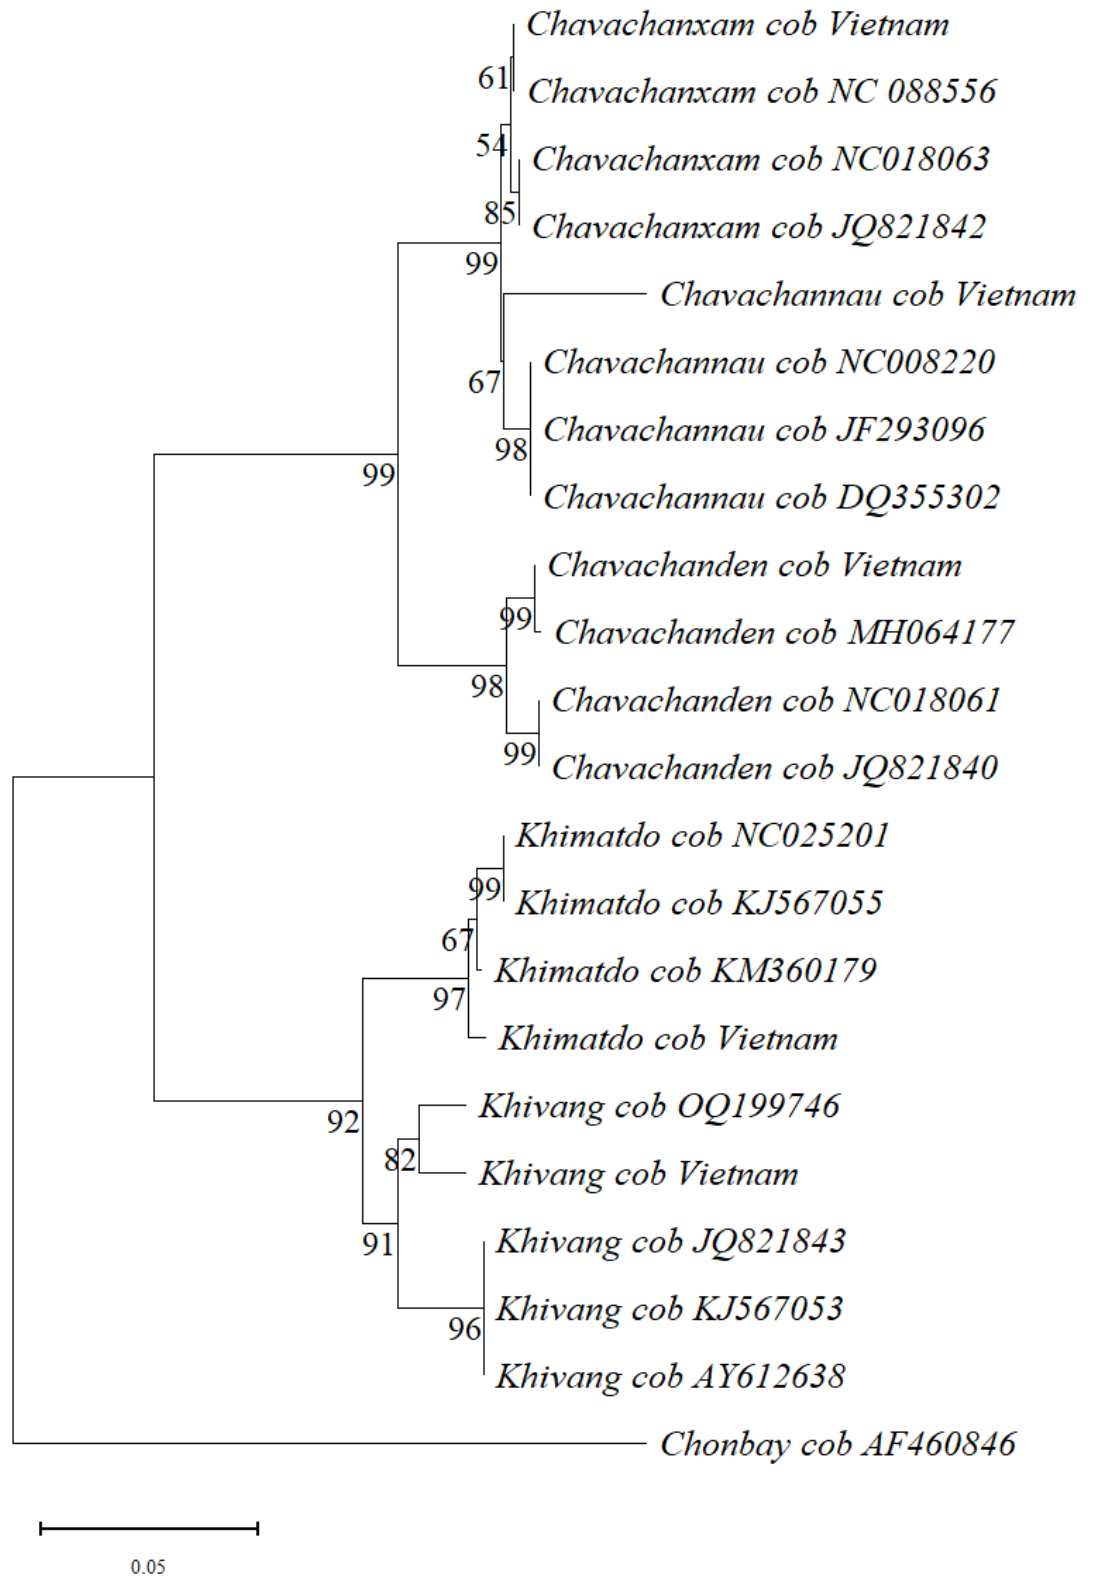 Chavachanxam cob Vietnam
61
Chavachanxam cob NC 088556
54
Chavachanxam cob NC018063
85
Chavachanxam cob JQ821842
99
Chavachannau cob Vietnam
Chavachannau cob NC008220
67
Chavachannau cob JF293096
98
99
Chavachannau cob DQ355302
Chavachanden cob Vietnam
99
Chavachanden cob MH064177
98
Chavachanden cob NC018061
99
Chavachanden cob JQ821840
Khimatdo cob NC025201
99
Khimatdo cob KJ567055
67
Khimatdo cob KM360179
97
Khimatdo cob Vietnam
Khivang cob OQ199746
92
82
Khivang cob Vietnam
91
Khivang cob JQ821843
Khivang cob KJ567053
96
Khivang cob AY612638
Chonbay cob AF460846
0.05